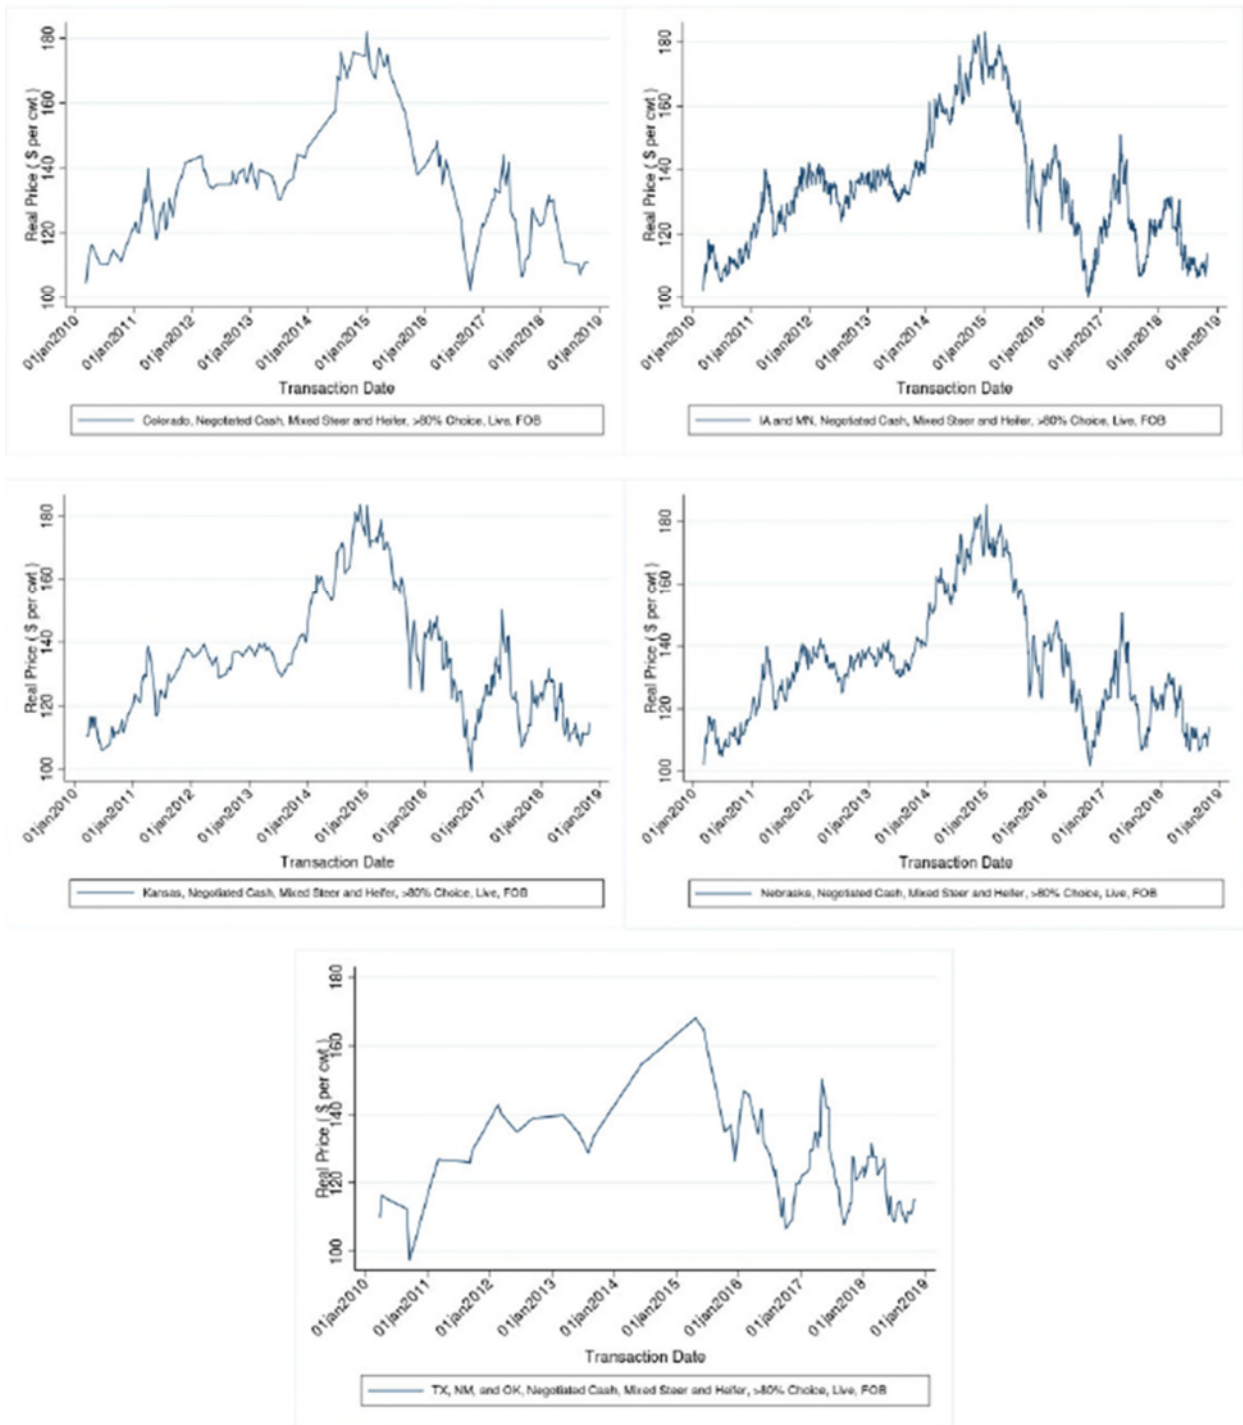 Real Price ( $ per cwt )
180
160
140
120
100
01jan2010
01jan2011
01jan2012
01jan2013
01jan2014
01jan2015
01jan2016
01jan2017
01jan2018
01jan2019
Transaction Date
Colorado, Negotiated Cash, Mixed Steer and Heifer, >80% Choice, Live, FOB
Real Price ( $ per cwt )
180
160
140
120
100
01jan2010
01jan2011
01jan2012
01jan2013
01jan2014
01jan2015
01jan2016
01jan2017
01jan2018
01jan2019
Transaction Date
IA and MN, Negotiated Cash, Mixed Steer and Heifer, >80% Choice, Live, FOB
Real Price ( $ per cwt )
180
160
140
120
100
01jan2010
01jan2011
01jan2012
01jan2013
01jan2014
01jan2015
01jan2016
01jan2017
01jan2018
01jan2019
Transaction Date
Kansas, Negotiated Cash, Mixed Steer and Heifer, >80% Choice, Live, FOB
Real Price ( $ per cwt )
180
160
140
120
100
01jan2010
01jan2011
01jan2012
01jan2013
01jan2014
01jan2015
01jan2016
01jan2017
01jan2018
01jan2019
Transaction Date
Nebraska, Negotiated Cash, Mixed Steer and Heifer, >80% Choice, Live, FOB
Real Price ( $ per cwt )
180
160
140
120
100
01jan2010
01jan2011
01jan2012
01jan2013
01jan2014
01jan2015
01jan2016
01jan2017
01jan2018
01jan2019
Transaction Date
TX, NM, and OK, Negotiated Cash, Mixed Steer and Heifer, >80% Choice, Live, FOB